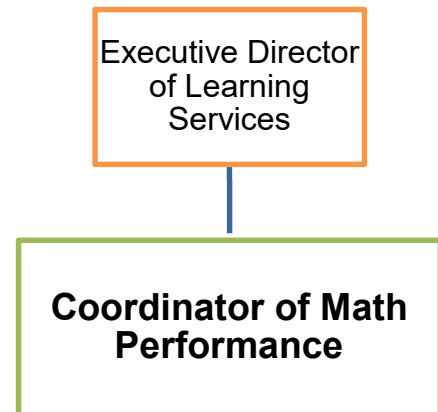 Executive Director
of Learning
Services
Coordinator of Math
Performance